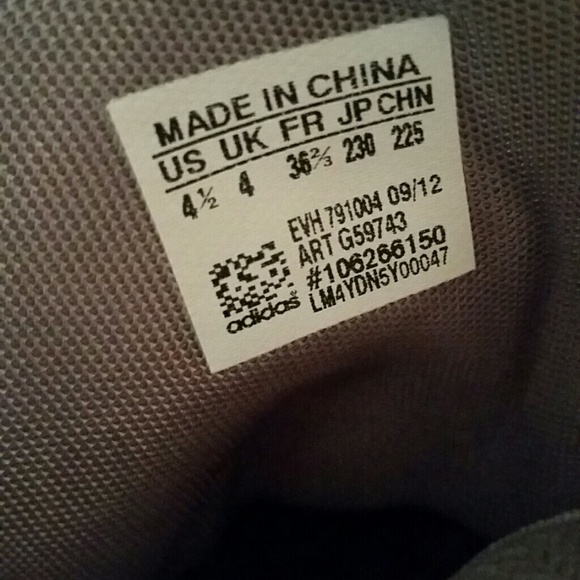 MADE IN CHINA
US UK FR JP CHN
4½ 4 36⅔ 230 225
EVH 791004 09/12
ART G59743
#106266150
LM4YDN5Y00047
adidas